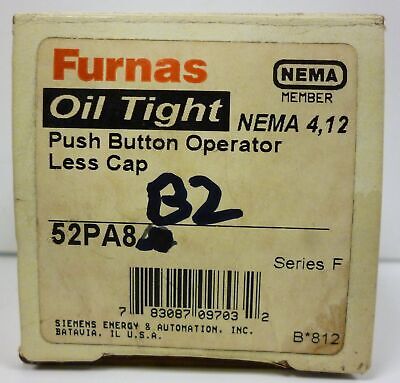 Furnas
NEMA
MEMBER
Oil Tight NEMA 4,12
Push Button Operator
Less Cap
B2
52PA8
Series F
7 83087 09703 2
SIEMENS ENERGY & AUTOMATION, INC.
BATAVIA, IL U.S.A.
B*812